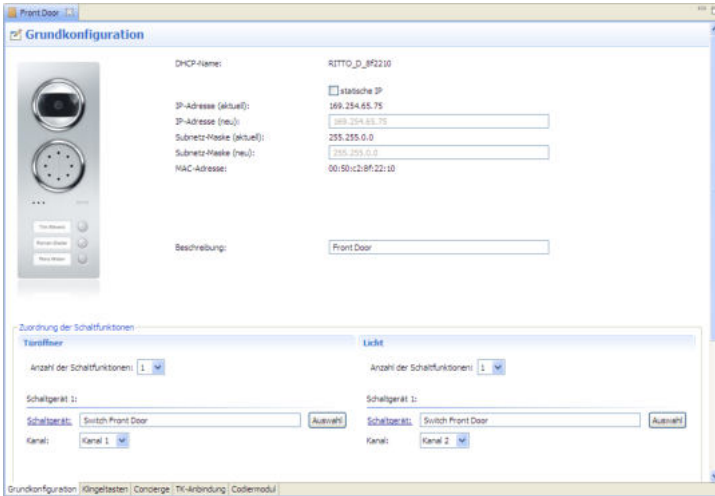 Front Door
Grundkonfiguration
DHCP-Name: RITTO_D_8f2210
statische IP
IP-Adresse (aktuell): 169.254.65.75
IP-Adresse (neu): 169.254.65.75
Subnetz-Maske (aktuell): 255.255.0.0
Subnetz-Maske (neu): 255.255.0.0
MAC-Adresse: 00:50:c2:8f:22:10
Beschreibung: Front Door
Zuordnung der Schaltfunktionen
Türöffner Licht
Anzahl der Schaltfunktionen: 1 Anzahl der Schaltfunktionen: 1
Schaltgerät 1: Schaltgerät 1:
Schaltgerät: Switch Front Door Auswahl Schaltgerät: Switch Front Door Auswahl
Kanal: Kanal 1 Kanal: Kanal 2
Grundkonfiguration Klingeltasten Concierge TK-Anbindung Codiermodul